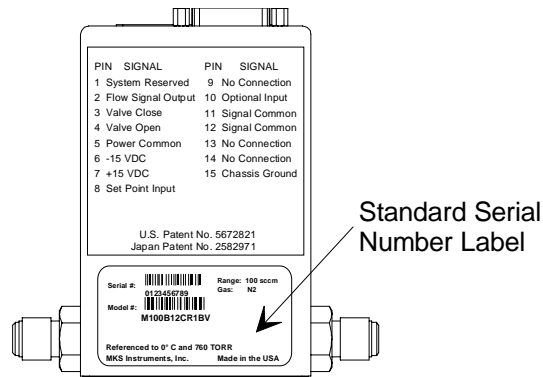 PIN SIGNAL PIN SIGNAL
1 System Reserved 9 No Connection
2 Flow Signal Output 10 Optional Input
3 Valve Close 11 Signal Common
4 Valve Open 12 Signal Common
5 Power Common 13 No Connection
6 -15 VDC 14 No Connection
7 +15 VDC 15 Chassis Ground
8 Set Point Input
U.S. Patent No. 5672821
Japan Patent No. 2582971
Standard Serial
Number Label
Serial #: Range: 100 sccm
0123456789 Gas: N2
Model #:
M100B12CR1BV
Referenced to 0° C and 760 TORR
MKS Instruments, Inc. Made in the USA